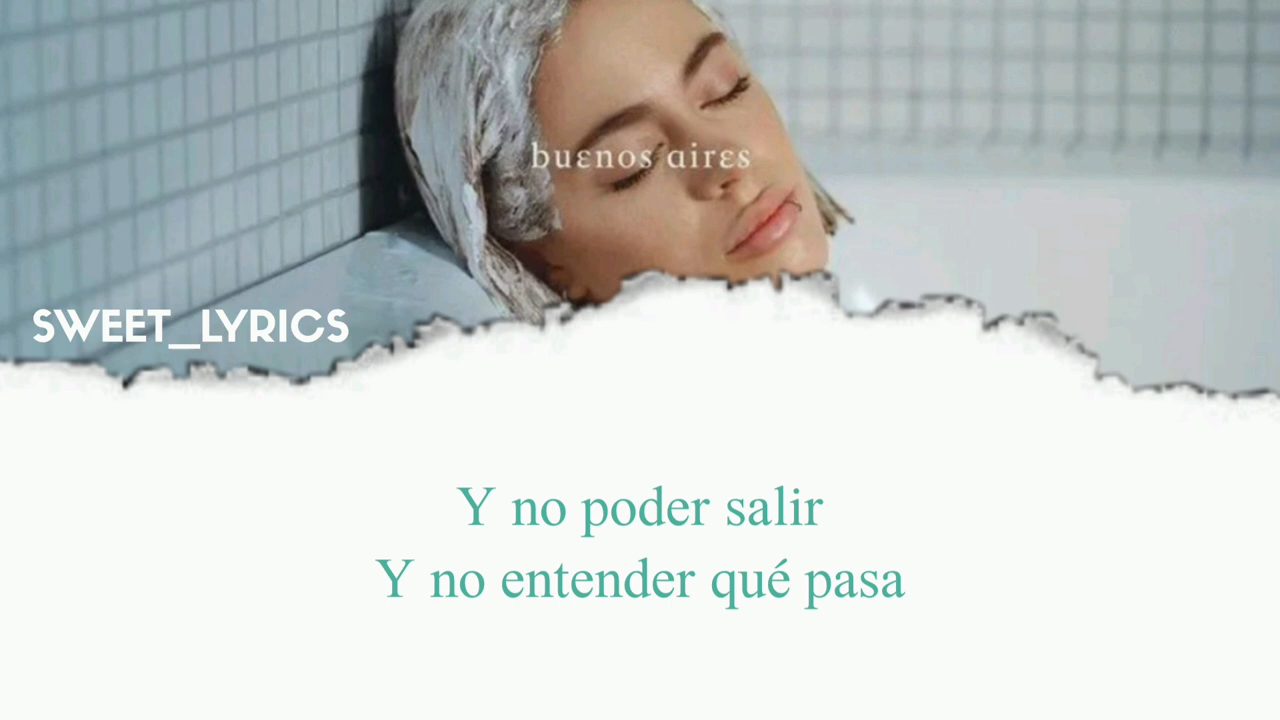 buenos aires
SWEET_LYRICS
Y no poder salir
Y no entender qué pasa